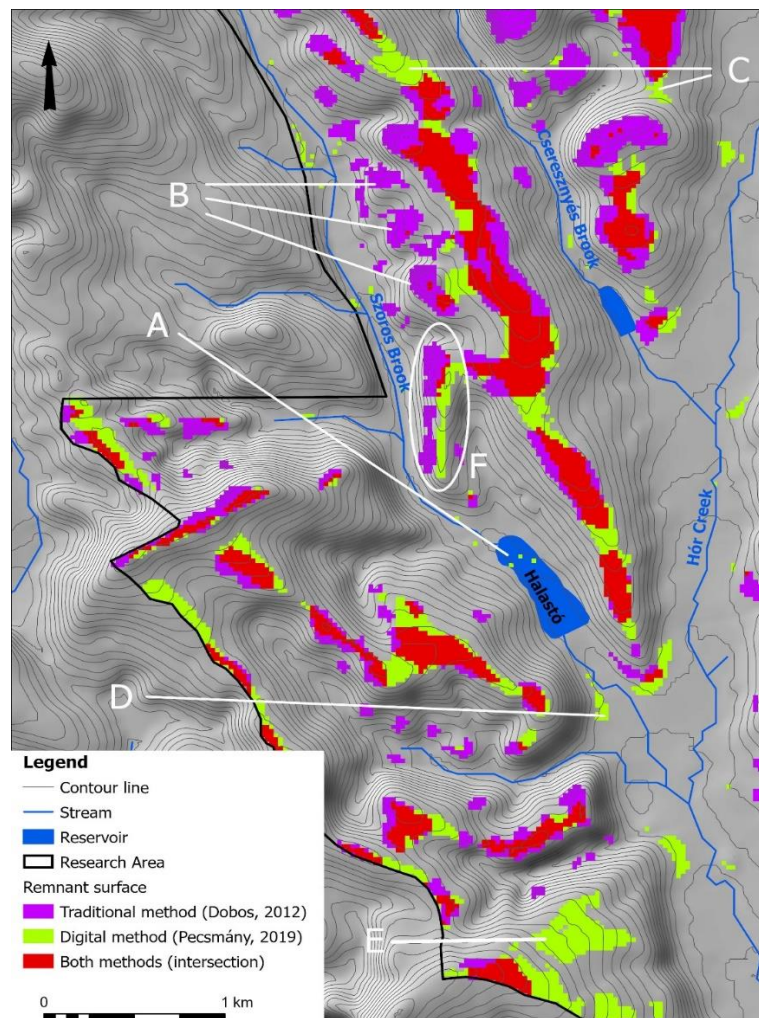 C
B
Cseresznyés Brook
A
Szoros Brook
F
Hór Creek
Halastó
D
Legend
Contour line
Stream
Reservoir
Research Area
Remnant surface
Traditional method (Dobos, 2012)
Digital method (Pecsmány, 2019)
Both methods (intersection)
E
0 1 km